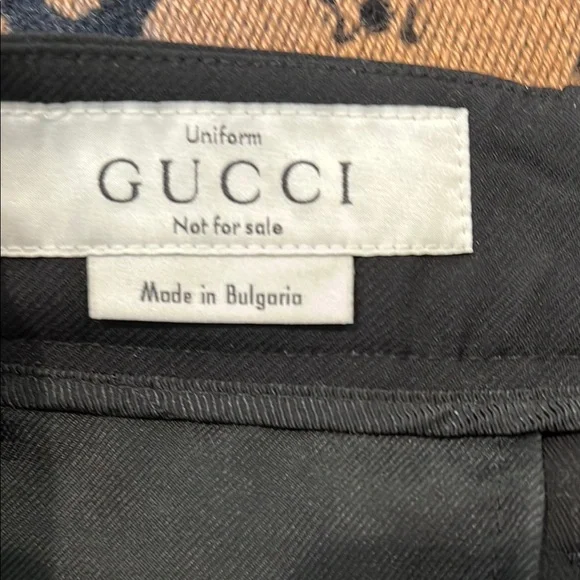 Uniform
GUCCI
Not for sale
Made in Bulgaria